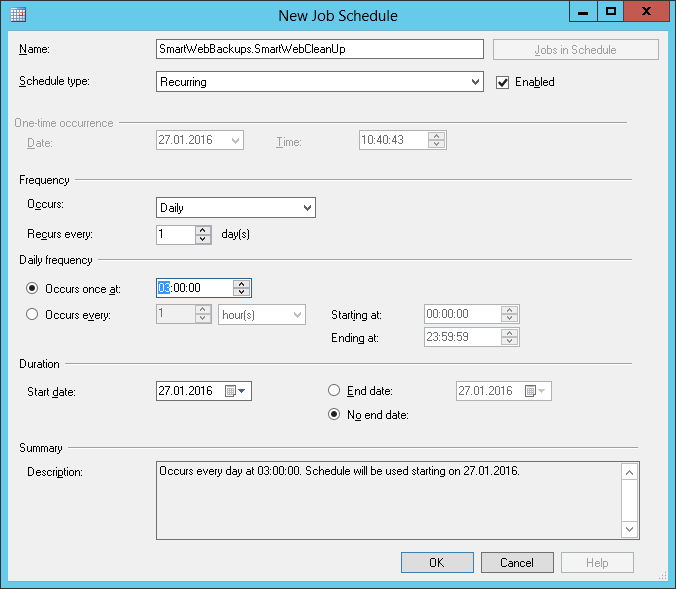 New Job Schedule
Name: SmartWebBackups.SmartWebCleanUp Jobs in Schedule
Schedule type: Recurring Enabled
One-time occurrence
Date: 27.01.2016 Time: 10:40:43
Frequency
Occurs: Daily
Recurs every: 1 day(s)
Daily frequency
Occurs once at: 03:00:00
Occurs every: 1 hour(s) Starting at: 00:00:00
Ending at: 23:59:59
Duration
Start date: 27.01.2016 End date: 27.01.2016
No end date:
Summary
Description: Occurs every day at 03:00:00. Schedule will be used starting on 27.01.2016.
OK Cancel Help